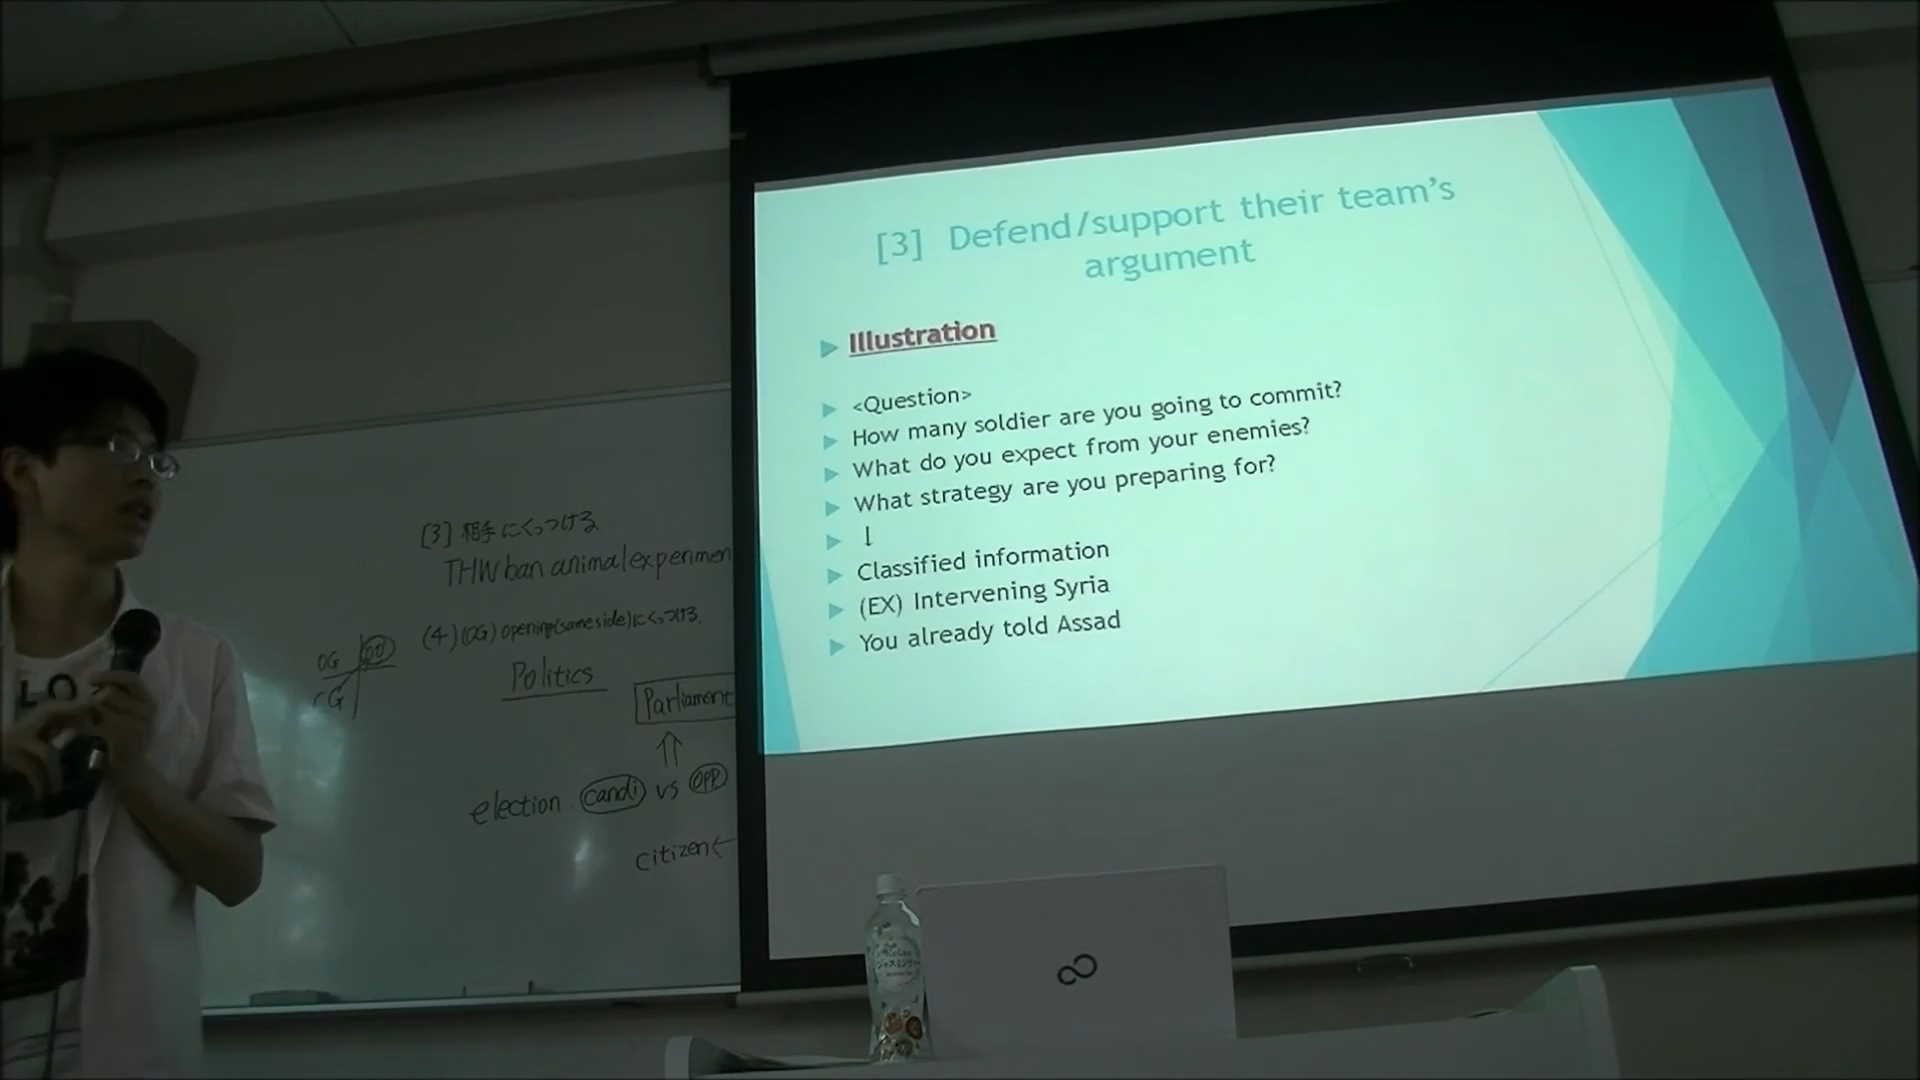 [3] Defend/support their team's
argument
Illustration
<Question>
How many soldier are you going to commit?
What do you expect from your enemies?
What strategy are you preparing for?
↓
Classified information
(EX) Intervening Syria
You already told Assad
[3] 相手にくっつける
THW ban animal experimen
(4) (OG) opening(same side)にくっつける
OG OO
CG
Politics
Parliament
election candi vs OPP
citizen ←
LO